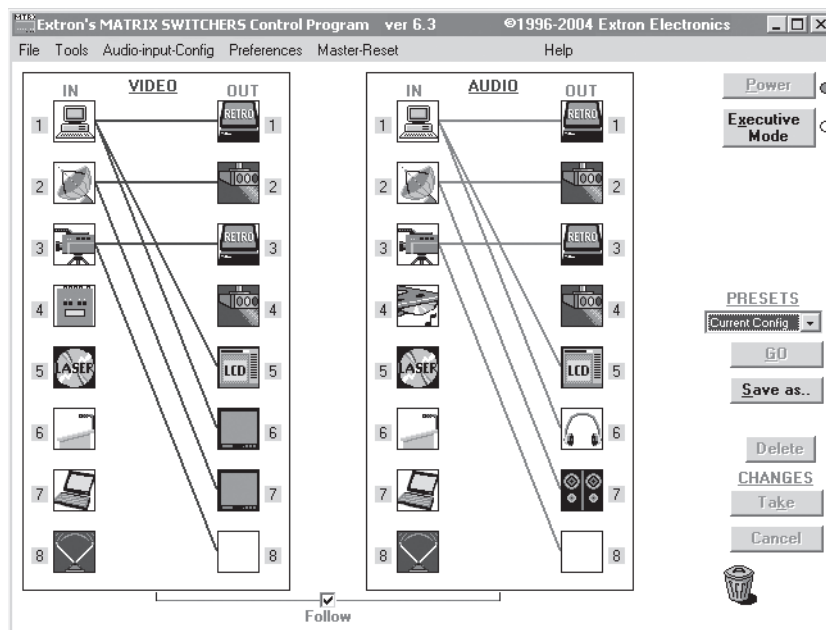 MTRX Extron's MATRIX SWITCHERS Control Program ver 6.3 ©1996-2004 Extron Electronics
File Tools Audio-input-Config Preferences Master-Reset Help
VIDEO
IN OUT
1 RETRO 1
2 2
3 RETRO 3
4 4
5 LASER LCD 5
6 6
7 7
8 8
AUDIO
IN OUT
1 RETRO 1
2 2
3 RETRO 3
4 4
5 LASER LCD 5
6 6
7 7
8 8
Follow
Power
Executive
Mode
PRESETS
Current Config
GO
Save as..
Delete
CHANGES
Take
Cancel